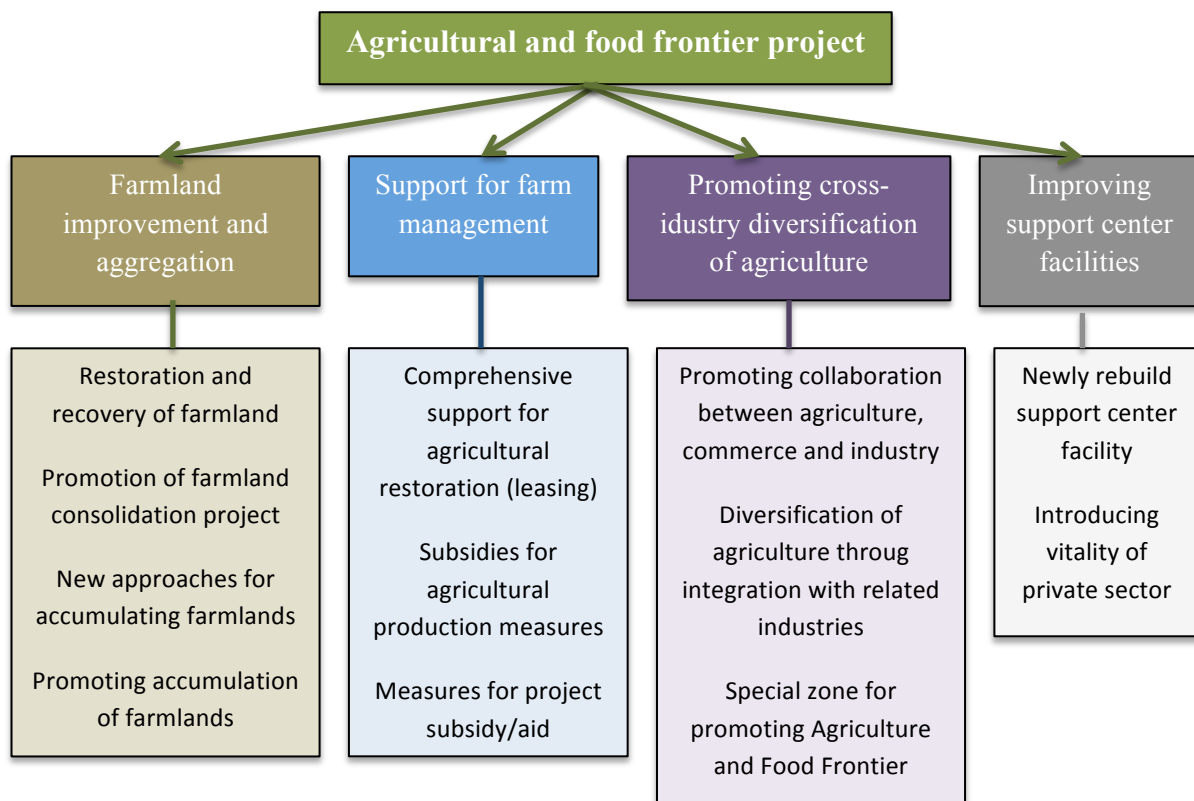 Agricultural and food frontier project
Farmland
improvement and
aggregation
Restoration and
recovery of farmland
Promotion of farmland
consolidation project
New approaches for
accumulating farmlands
Promoting accumulation
of farmlands
Support for farm
management
Comprehensive
support for
agricultural
restoration (leasing)
Subsidies for
agricultural
production measures
Measures for project
subsidy/aid
Promoting cross-
idustry diversification
of agriculture
Promoting collaboration
between agriculture,
commerce and industry
Diversification of
agriculture throug
integration with related
industries
Special zone for
promoting Agriculture
and Food Frontier
Improving
support center
facilities
Newly rebuild
support center
facility
Introducing
vitality of
private sector